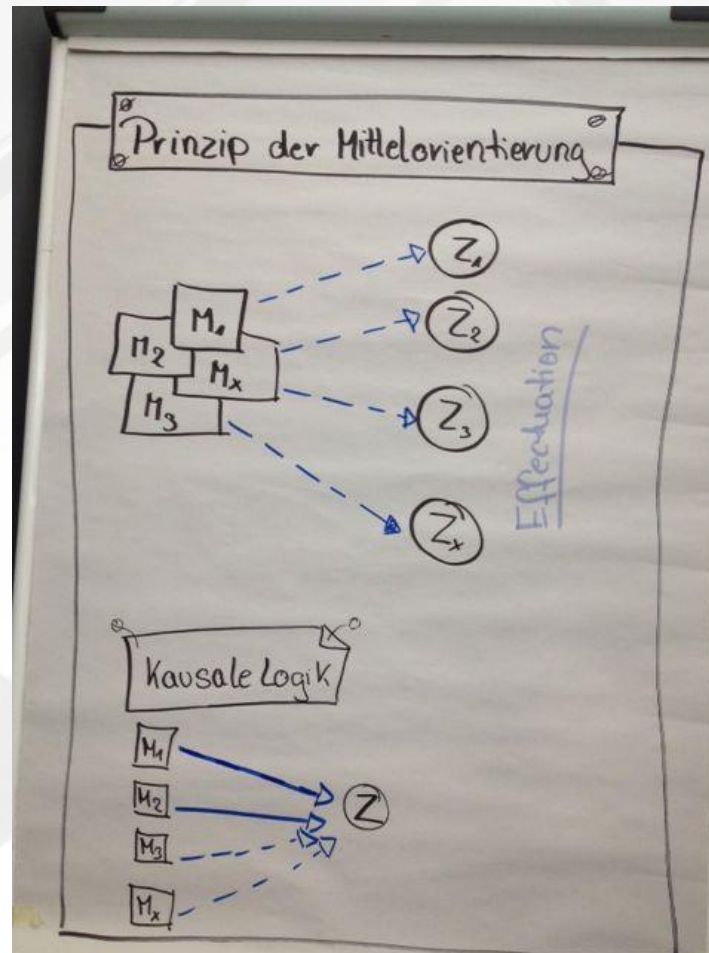 Prinzip der Mittelorientierung
Z1
M1
Z2
M2
Mx
Z3
M3
Zx
Effectuation
Kausale Logik
M1
M2
Z
M3
Mx